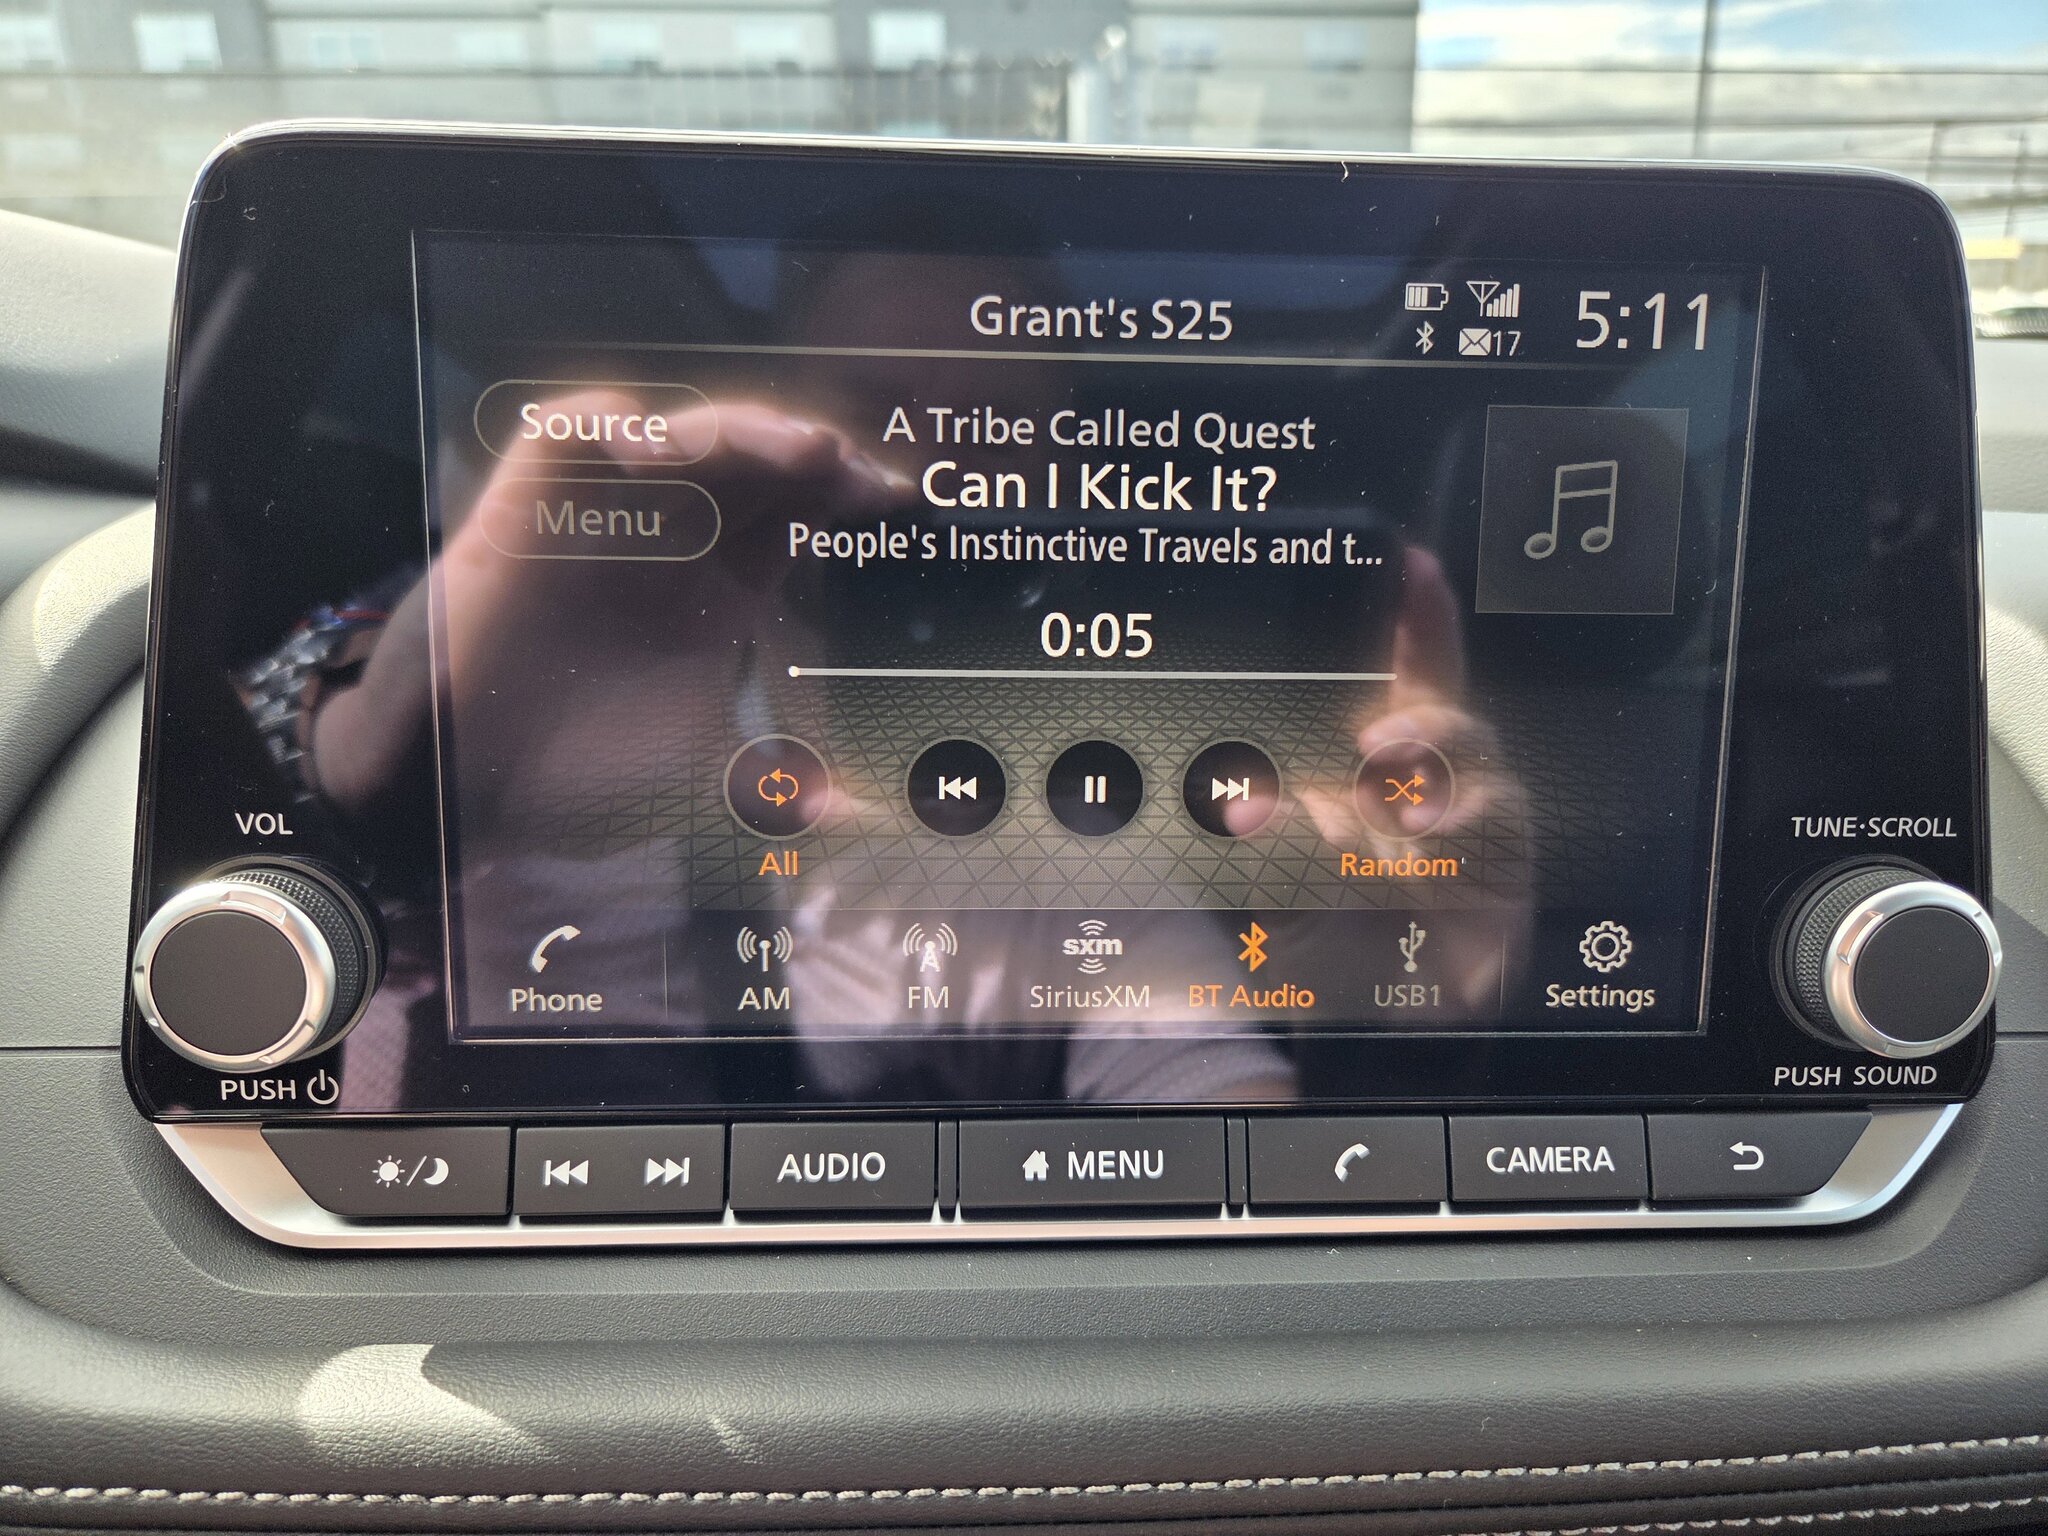 Grant's S25
17
5:11
Source
Menu
A Tribe Called Quest
Can I Kick It?
People's Instinctive Travels and t...
0:05
All
Random
Phone
AM
FM
sxm
SiriusXM
BT Audio
USB1
Settings
VOL
PUSH
TUNE·SCROLL
PUSH SOUND
AUDIO
MENU
CAMERA